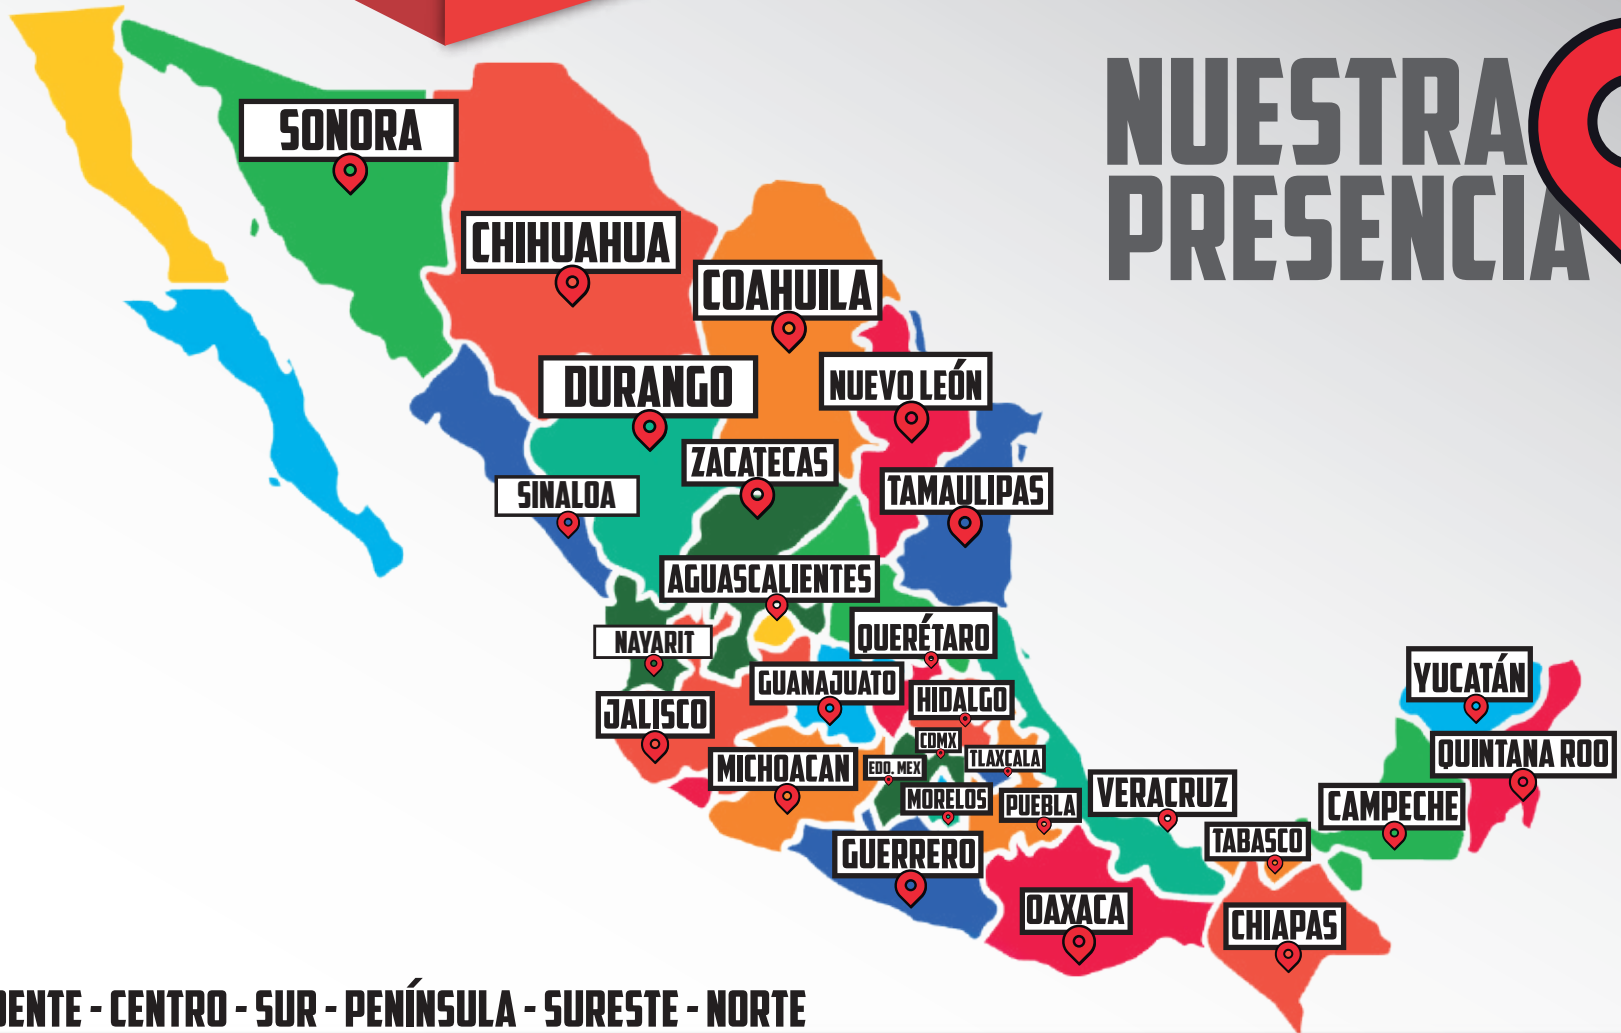 NUESTRA
PRESENCIA
SONORA
CHIHUAHUA
COAHUILA
DURANGO
NUEVO LEÓN
ZACATECAS
SINALOA
TAMAULIPAS
AGUASCALIENTES
NAYARIT
QUERÉTARO
GUANAJUATO
HIDALGO
JALISCO
CDMX
MICHOACAN
EDO. MEX
TLAXCALA
MORELOS
PUEBLA
VERACRUZ
GUERRERO
OAXACA
TABASCO
CHIAPAS
YUCATÁN
QUINTANA ROO
CAMPECHE
DENTE - CENTRO - SUR - PENÍNSULA - SURESTE - NORTE